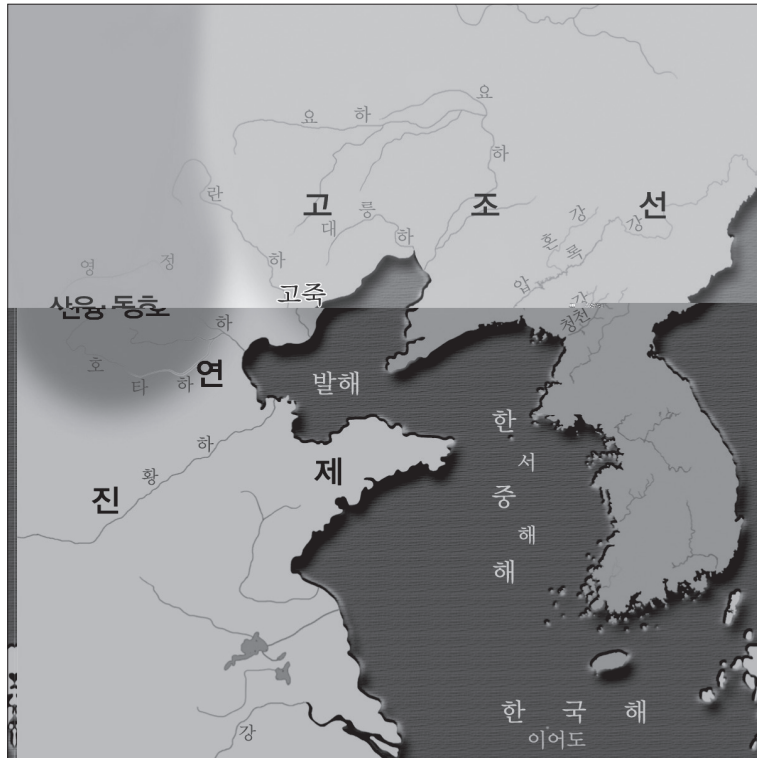 요 하
요 하
란 하
고 조 선
대 릉 하
혼 강
압 록 강
영 정 하
고죽
산융·동호
청천강
호 타 하
연
발해
황 하
진
제
한 중 해
서 해
한 국 해
이어도
강